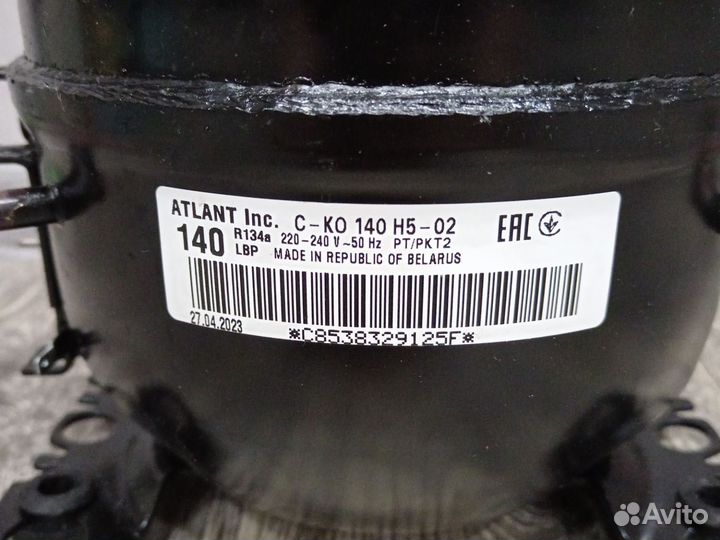 ATLANT Inc. C-KO 140 H5-02
140 R134a 220-240 V ~50 Hz PT/PKT2
LBP MADE IN REPUBLIC OF BELARUS
EAC
27.04.2023
*C8538329125F*
Avito